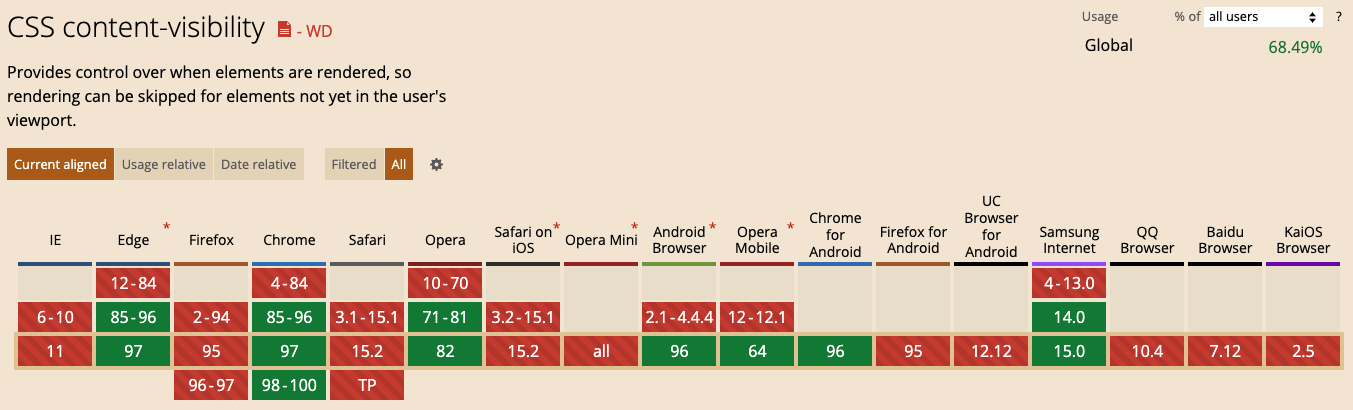 CSS content-visibility - WD
Usage % of all users ?
Global 68.49%
Provides control over when elements are rendered, so
rendering can be skipped for elements not yet in the user's
viewport.
Current aligned Usage relative Date relative Filtered All
IE
Edge *
Firefox
Chrome
Safari
Opera
Safari on
iOS *
Opera Mini *
Android
Browser *
Opera
Mobile *
Chrome
for
Android
Firefox for
Android
UC
Browser
for
Android
Samsung
Internet
QQ
Browser
Baidu
Browser
KaiOS
Browser
12-84 4-84 10-70 4-13.0
6-10 85-96 2-94 85-96 3.1-15.1 71-81 3.2-15.1 2.1-4.4.4 12-12.1 14.0
11 97 95 97 15.2 82 15.2 all 96 64 96 95 12.12 15.0 10.4 7.12 2.5
96-97 98-100 TP